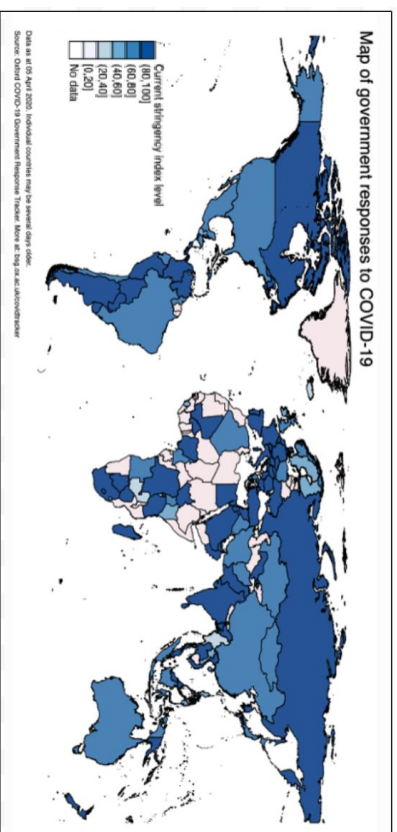 Map of government responses to COVID-19
Current stringency index level
(80,100]
(60,80]
(40,60]
(20,40]
[0,20]
No data
Data as at 05 April 2020. Individual countries may be several days older.
Source: Oxford COVID-19 Government Response Tracker. More at: bsg.ox.ac.uk/covidtracker